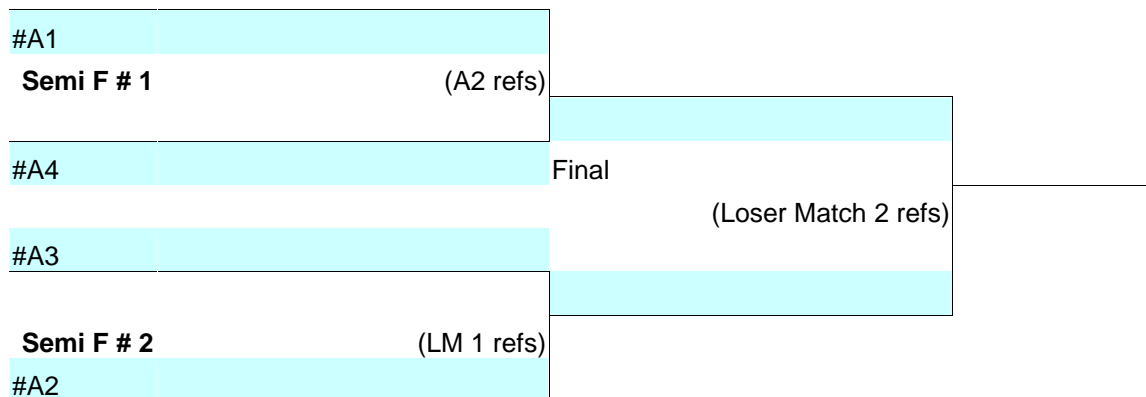 #A1
Semi F # 1 (A2 refs)
#A4 Final
(Loser Match 2 refs)
#A3
Semi F # 2 (LM 1 refs)
#A2